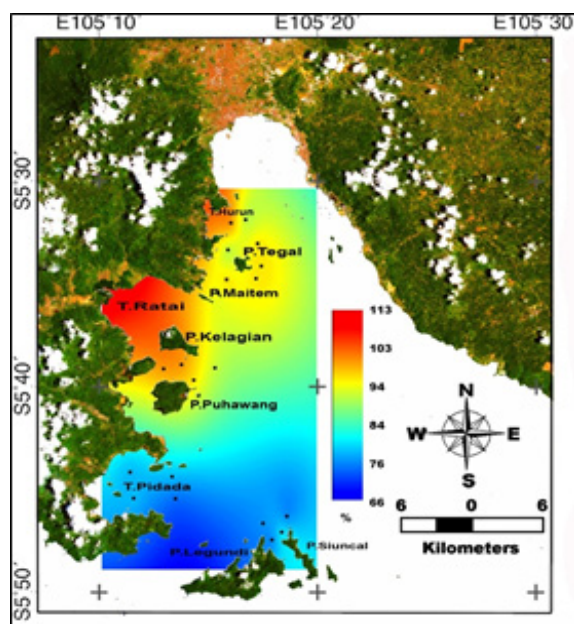 E105˚10' E105˚20' E105˚30'
S5˚30'
T.Hurun
P.Tegal
P.Maitem
T.Ratai
113
P.Kelagian
103
S5˚40'
94
P.Puhawang
84
N
W E
S
T.Pidada
76
66
%
6 0 6
P.Legundi
P.Siuncal
Kilometers
S5˚50'